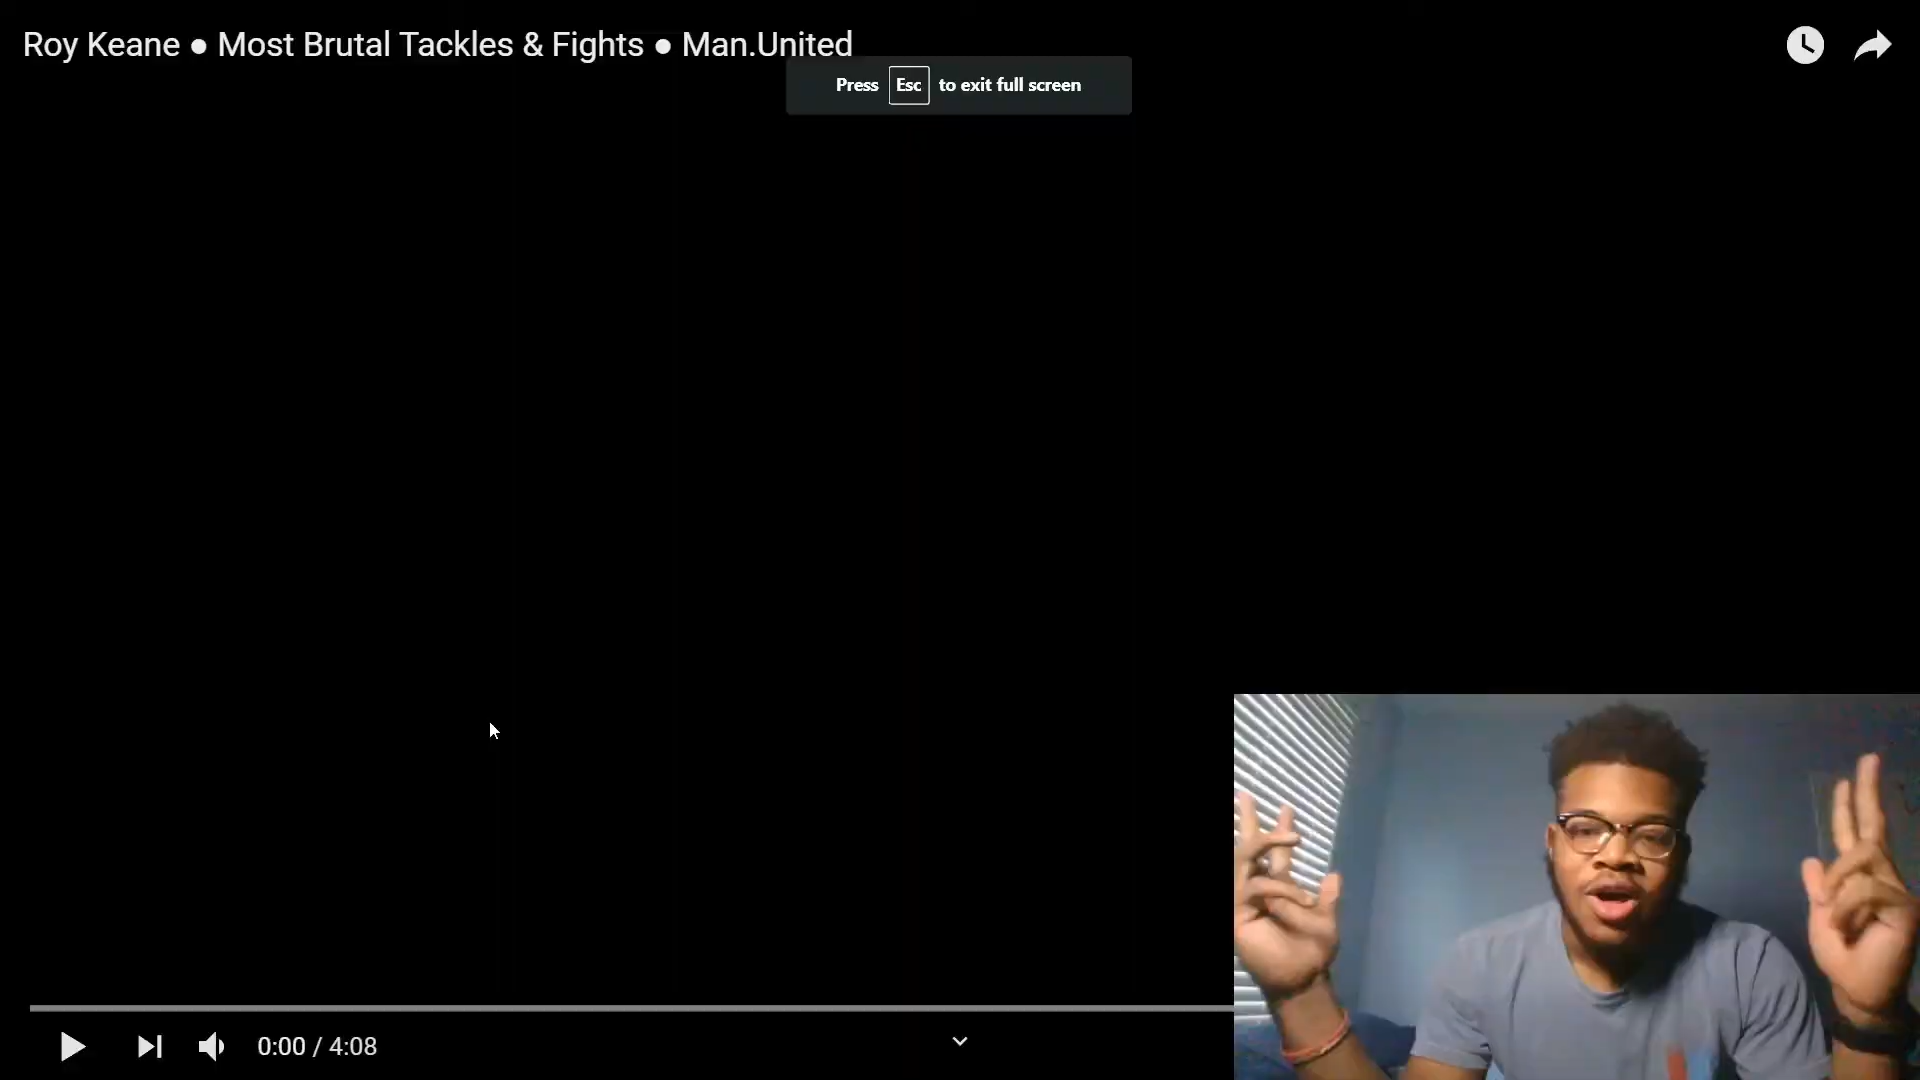 Roy Keane ● Most Brutal Tackles & Fights ● Man.United
Press Esc to exit full screen
0:00 / 4:08